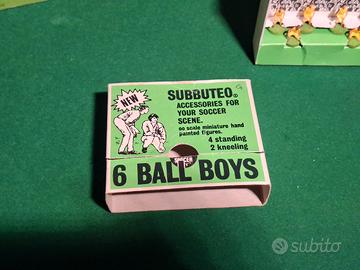 NEW
SUBBUTEO®
ACCESSORIES FOR
YOUR SOCCER
SCENE.
oo scale miniature hand
painted figures.
4 standing
2 kneeling
6 BALL BOYS
subito